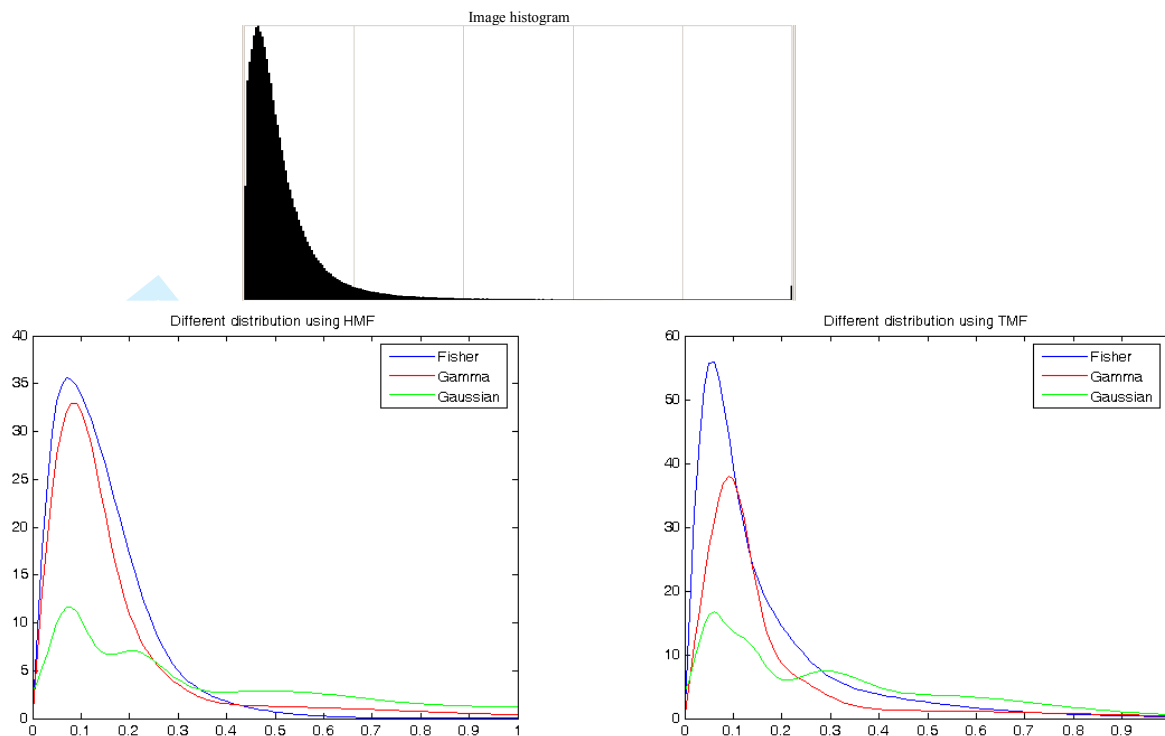 Image histogram
Different distribution using HMF
40
35
30
25
20
15
10
5
0
0 0.1 0.2 0.3 0.4 0.5 0.6 0.7 0.8 0.9 1
Fisher
Gamma
Gaussian
Different distribution using TMF
60
50
40
30
20
10
0
0 0.1 0.2 0.3 0.4 0.5 0.6 0.7 0.8 0.9
Fisher
Gamma
Gaussian